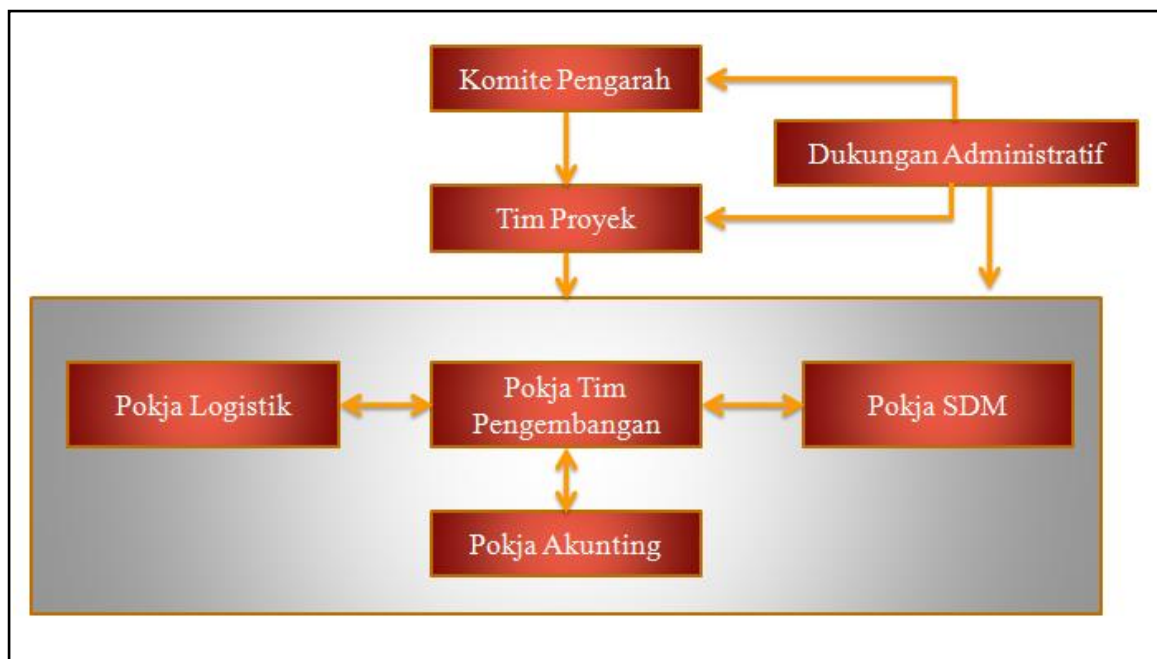 Komite Pengarah
Dukungan Administratif
Tim Proyek
Pokja Logistik
Pokja Tim
Pengembangan
Pokja SDM
Pokja Akunting